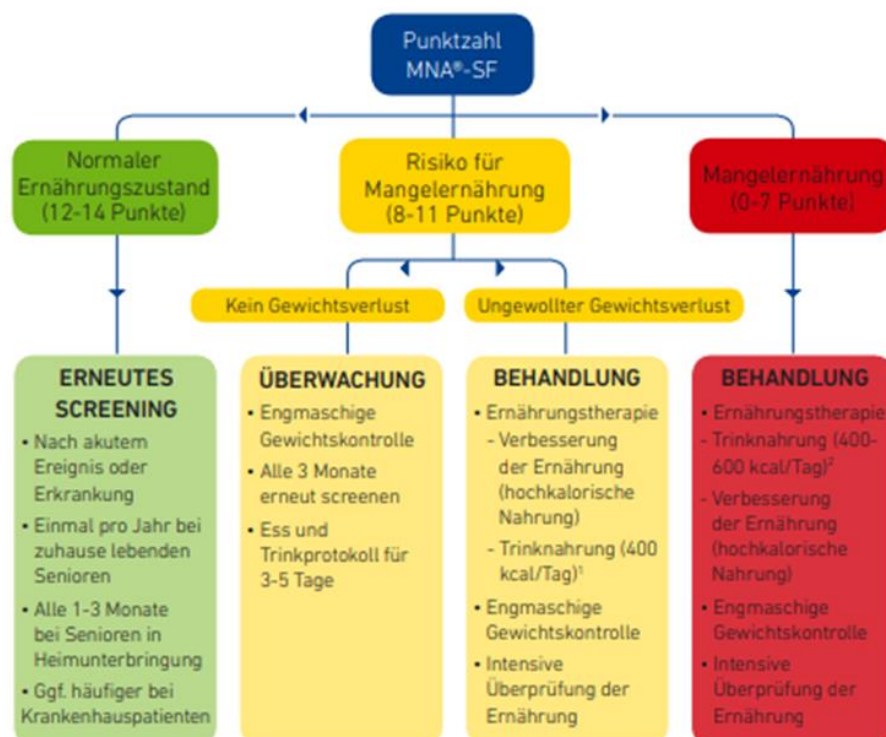 Punktzahl
MNA®-SF
Normaler
Ernährungszustand
(12-14 Punkte)
Risiko für
Mangelernährung
(8-11 Punkte)
Mangelernährung
(0-7 Punkte)
Kein Gewichtsverlust
Ungewollter Gewichtsverlust
ERNEUTES
SCREENING
• Nach akutem
Ereignis oder
Erkrankung
• Einmal pro Jahr bei
zuhause lebenden
Senioren
• Alle 1-3 Monate
bei Senioren in
Heimunterbringung
• Ggf. häufiger bei
Krankenhauspatienten
ÜBERWACHUNG
• Engmaschige
Gewichtskontrolle
• Alle 3 Monate
erneut screenen
• Ess und
Trinkprotokoll für
3-5 Tage
BEHANDLUNG
• Ernährungstherapie
- Verbesserung
der Ernährung
(hochkalorische
Nahrung)
- Trinknahrung (400
kcal/Tag)¹
• Engmaschige
Gewichtskontrolle
• Intensive
Überprüfung der
Ernährung
BEHANDLUNG
• Ernährungstherapie
- Trinknahrung (400-
600 kcal/Tag)²
- Verbesserung
der Ernährung
(hochkalorische
Nahrung)
• Engmaschige
Gewichtskontrolle
• Intensive
Überprüfung der
Ernährung